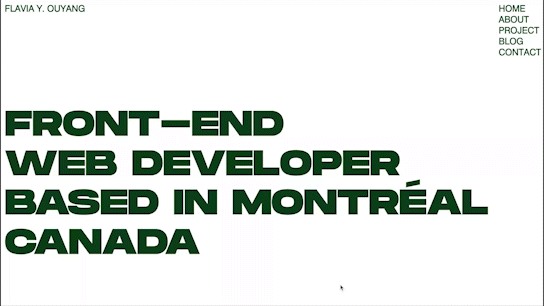 FLAVIA Y. OUYANG
HOME
ABOUT
PROJECT
BLOG
CONTACT
FRONT—END
WEB DEVELOPER
BASED IN MONTRÉAL
CANADA